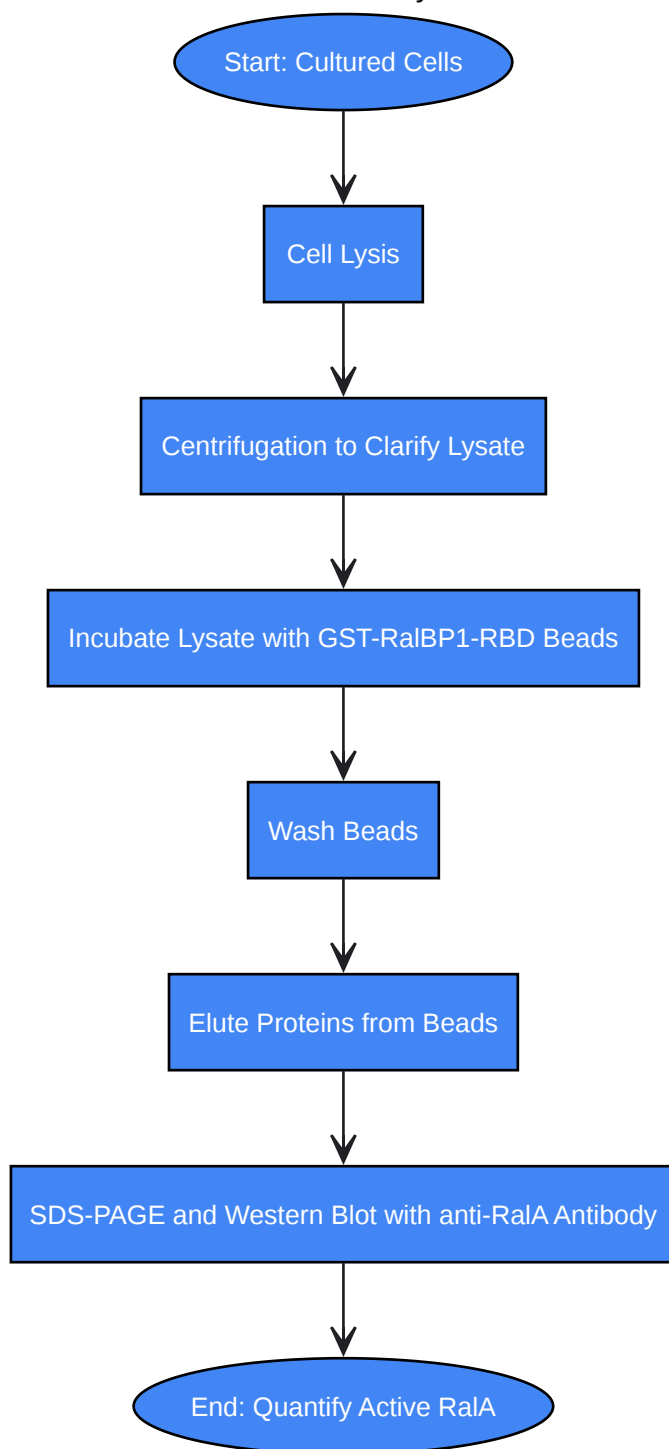 Start: Cultured Cells
Cell Lysis
Centrifugation to Clarify Lysate
Incubate Lysate with GST-RalBP1-RBD Beads
Wash Beads
Elute Proteins from Beads
SDS-PAGE and Western Blot with anti-RalA Antibody
End: Quantify Active RalA